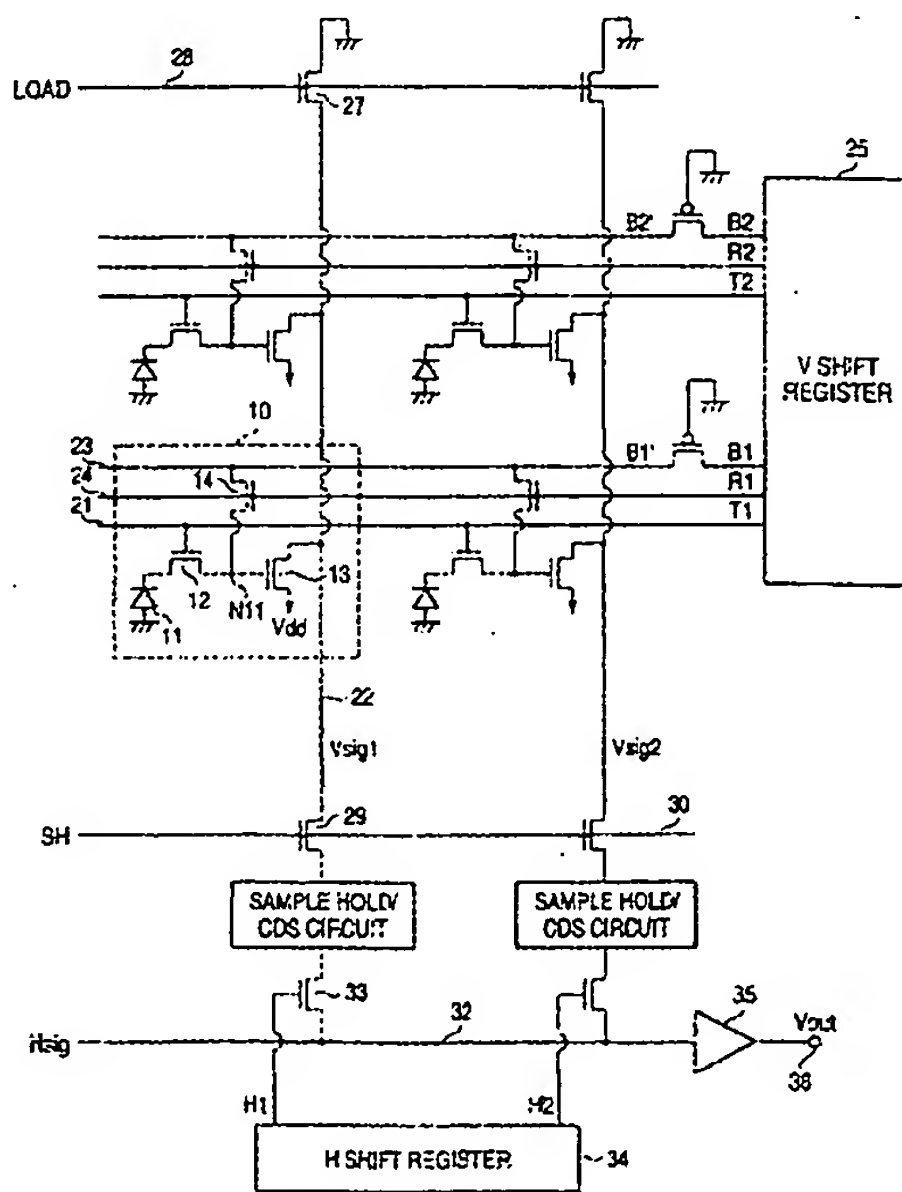 28
LOAD
27
25
B2' B2
R2
T2
V SHIFT
REGISTER
10
23
24
21
14
B1' B1
R1
T1
13
12
N11
11
Vdd
22
Vsig1
Vsig2
29
30
SH
SAMPLE HOLD/
CDS CIRCUIT
SAMPLE HOLD/
CDS CIRCUIT
33
32
35
Vout
Hsig
38
H1
H2
H SHIFT REGISTER
34